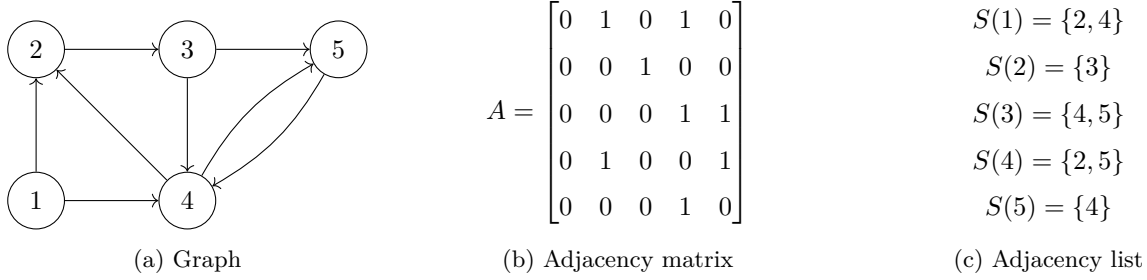 2 3 5
1 4
(a) Graph
A =
0 1 0 1 0
0 0 1 0 0
0 0 0 1 1
0 1 0 0 1
0 0 0 1 0
(b) Adjacency matrix
S(1) = {2, 4}
S(2) = {3}
S(3) = {4, 5}
S(4) = {2, 5}
S(5) = {4}
(c) Adjacency list